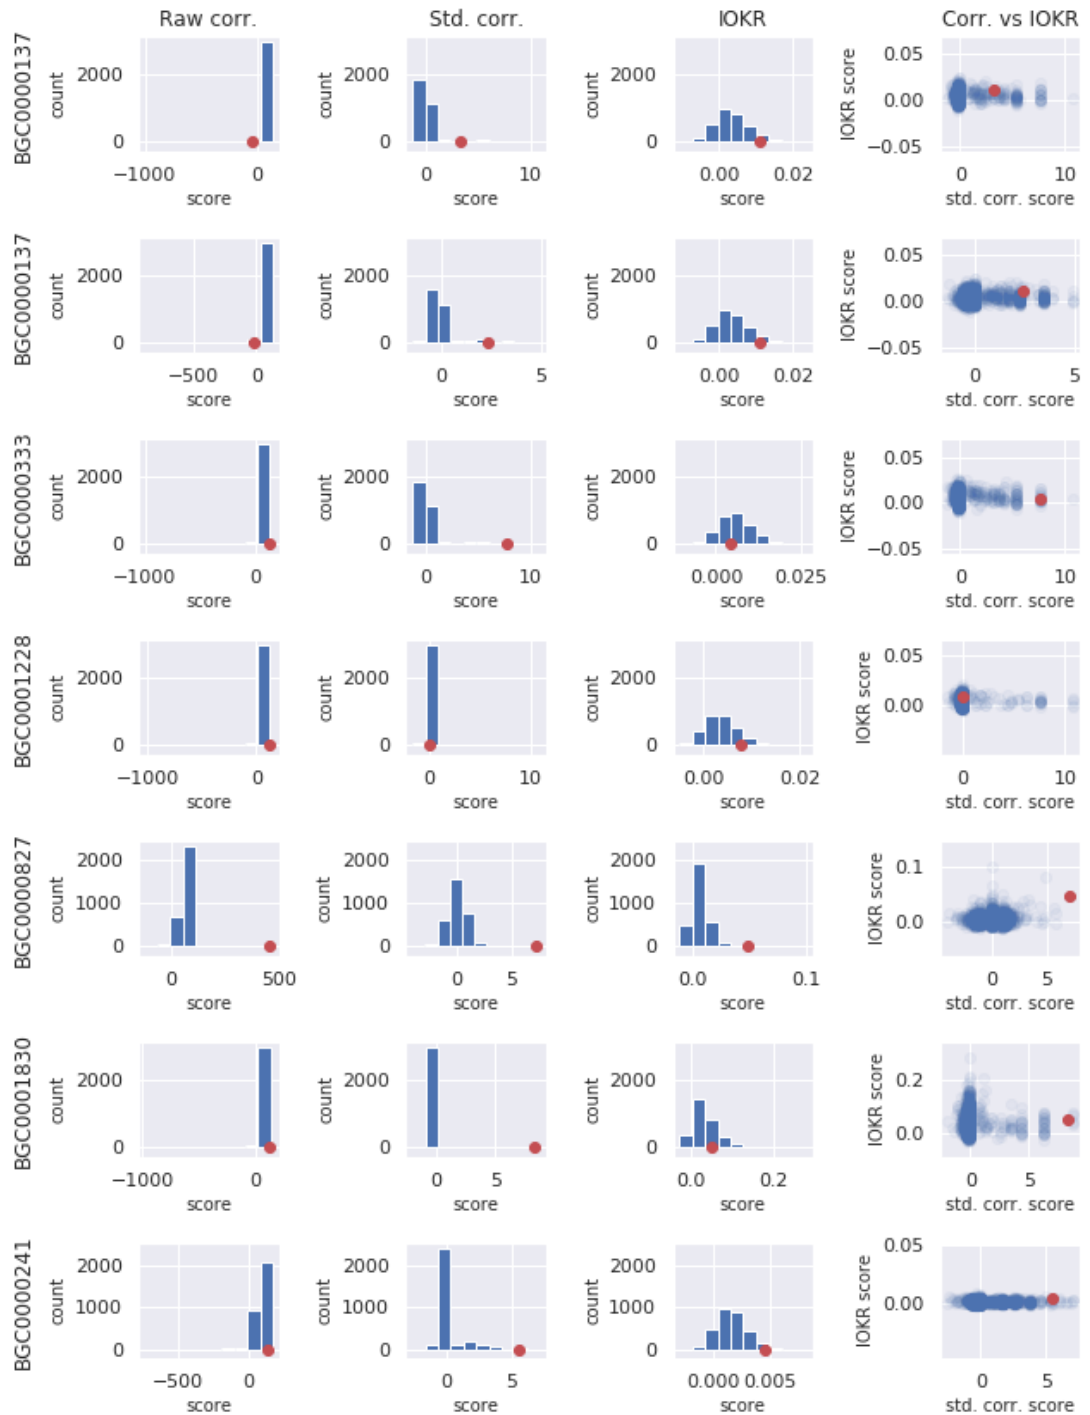 Raw corr. Std. corr. IOKR Corr. vs IOKR
BGC0000137
count 2000 0 −1000 0 score
count 2000 0 0 10 score
count 2000 0 0.00 0.02 score
IOKR score 0.05 0.00 −0.05 0 10 std. corr. score
BGC0000137
count 2000 0 −500 0 score
count 2000 0 0 5 score
count 2000 0 0.00 0.02 score
IOKR score 0.05 0.00 −0.05 0 5 std. corr. score
BGC0000333
count 2000 0 −1000 0 score
count 2000 0 0 10 score
count 2000 0 0.000 0.025 score
IOKR score 0.05 0.00 −0.05 0 10 std. corr. score
BGC0001228
count 2000 0 −1000 0 score
count 2000 0 0 10 score
count 2000 0 0.00 0.02 score
IOKR score 0.05 0.00 0 10 std. corr. score
BGC0000827
count 2000 1000 0 0 500 score
count 2000 1000 0 0 5 score
count 2000 1000 0 0.0 0.1 score
IOKR score 0.1 0.0 0 5 std. corr. score
BGC0001830
count 2000 0 −1000 0 score
count 2000 0 0 5 score
count 2000 0 0.0 0.2 score
IOKR score 0.2 0.0 0 5 std. corr. score
BGC0000241
count 2000 1000 0 −500 0 score
count 2000 1000 0 0 5 score
count 2000 1000 0 0.000 0.005 score
IOKR score 0.05 0.00 0 5 std. corr. score